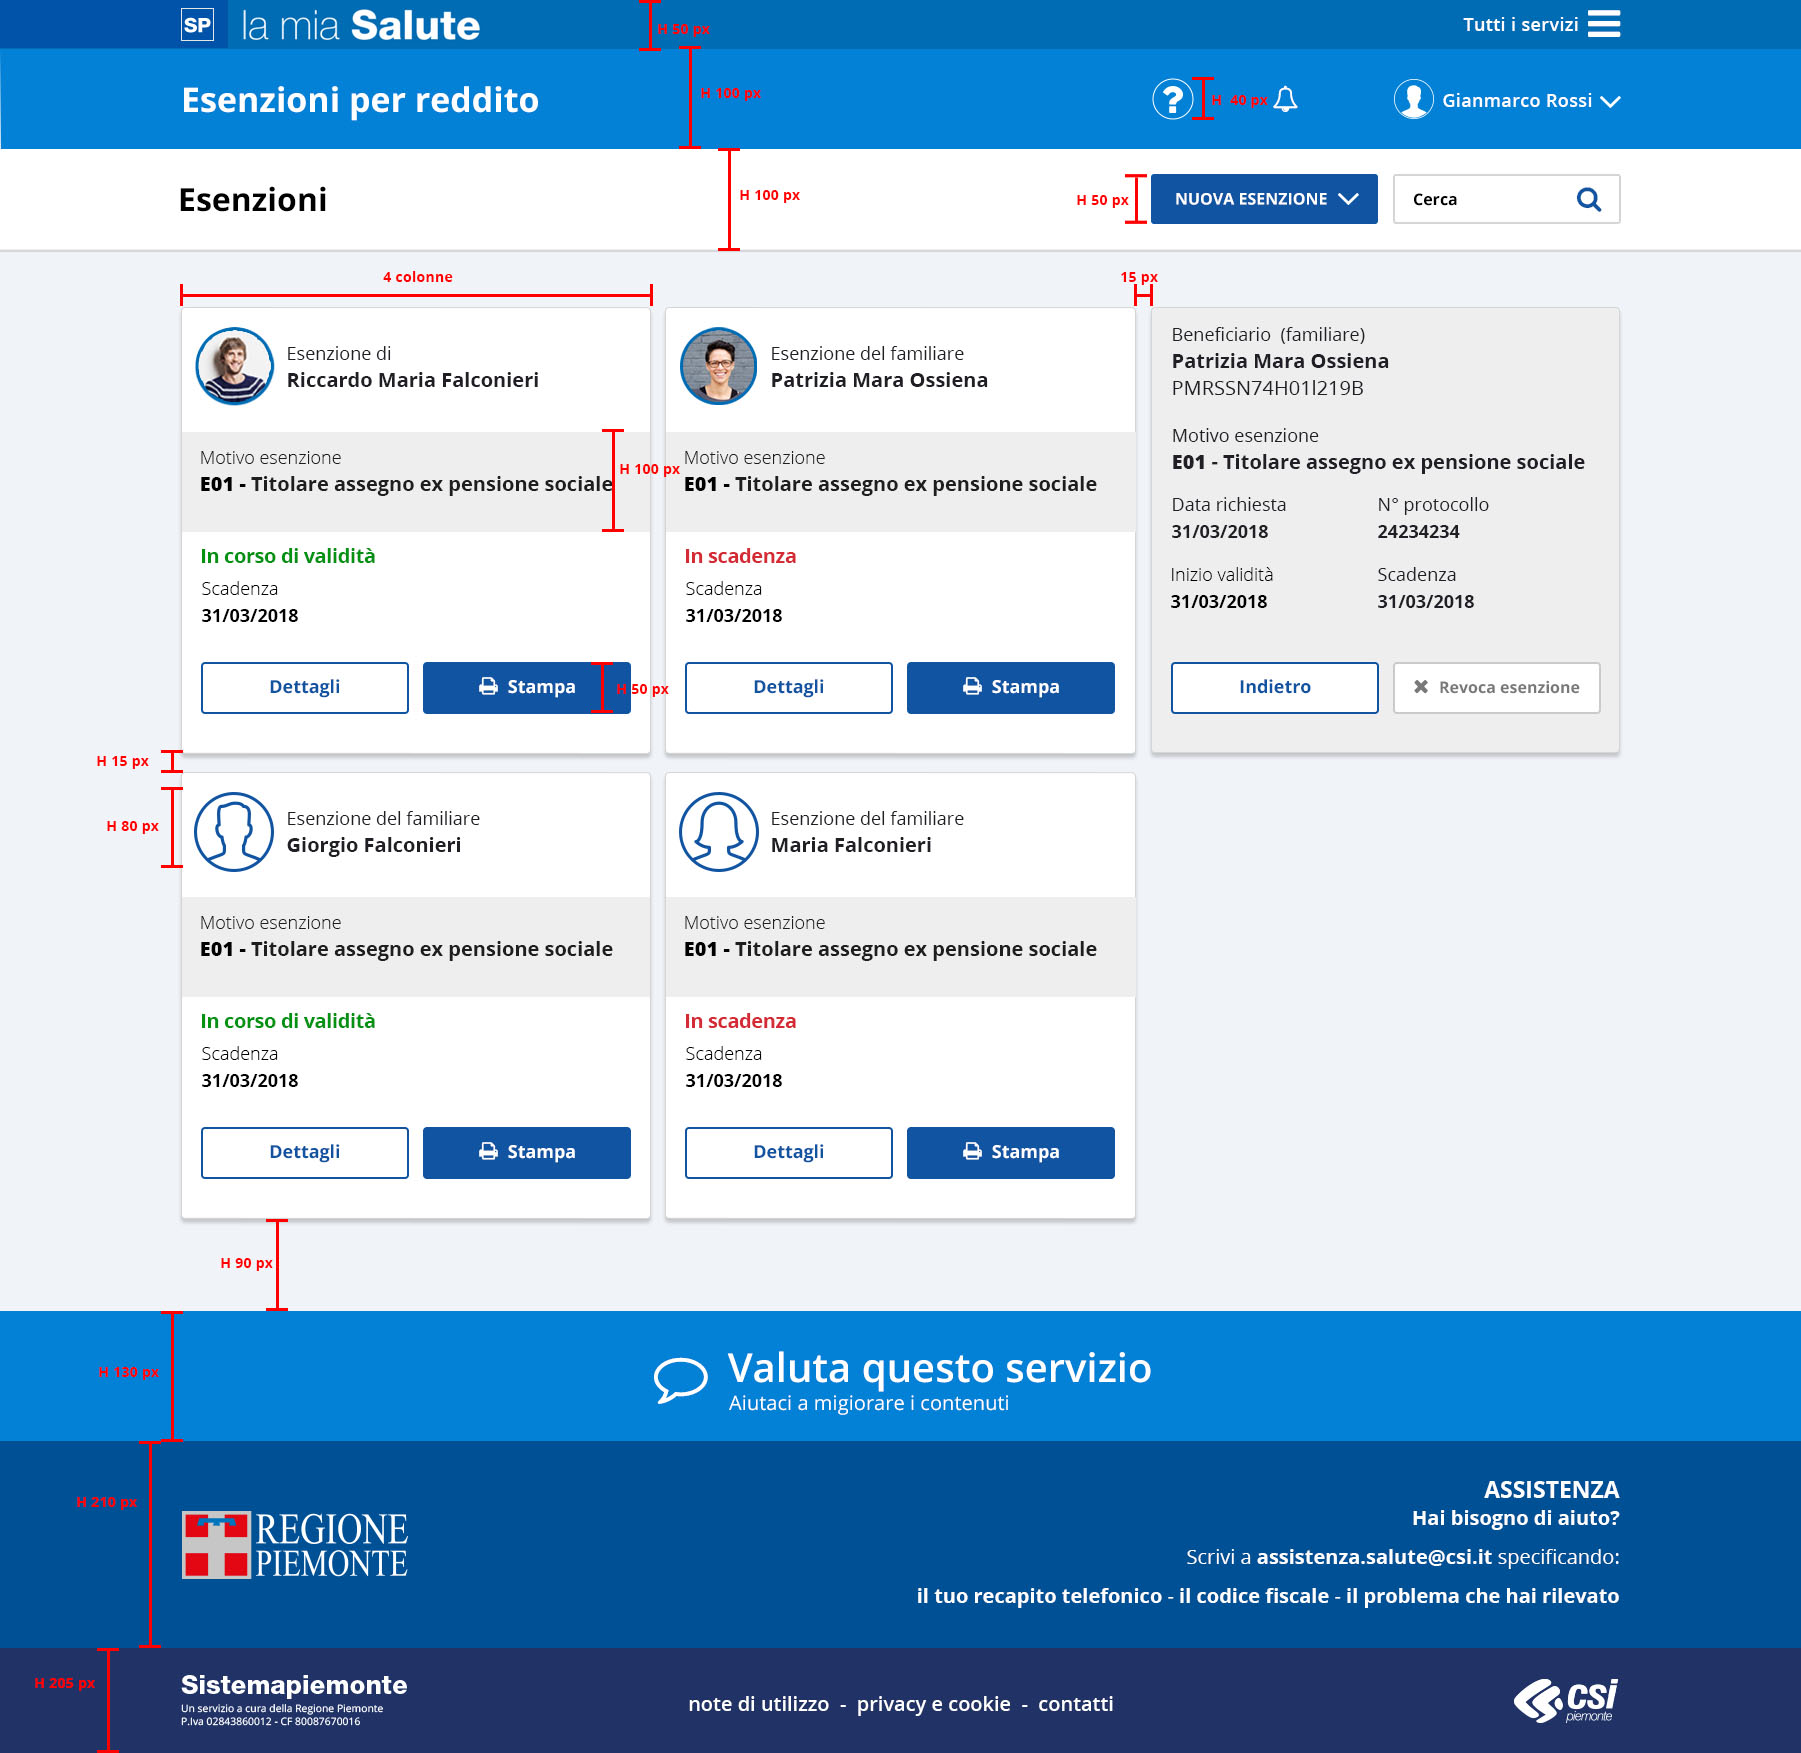 SP
la mia Salute
H 50 px
Tutti i servizi
Esenzioni per reddito
H 100 px
H 40 px
Gianmarco Rossi
Esenzioni
H 100 px
H 50 px
NUOVA ESENZIONE
Cerca
4 colonne
15 px
Esenzione di
Riccardo Maria Falconieri
Motivo esenzione
E01 - Titolare assegno ex pensione sociale
H 100 px
In corso di validità
Scadenza
31/03/2018
Dettagli
Stampa
H 50 px
Esenzione del familiare
Patrizia Mara Ossiena
Motivo esenzione
E01 - Titolare assegno ex pensione sociale
In scadenza
Scadenza
31/03/2018
Dettagli
Stampa
Beneficiario (familiare)
Patrizia Mara Ossiena
PMRSSN74H01l219B
Motivo esenzione
E01 - Titolare assegno ex pensione sociale
Data richiesta
31/03/2018
N° protocollo
24234234
Inizio validità
31/03/2018
Scadenza
31/03/2018
Indietro
Revoca esenzione
H 15 px
H 80 px
Esenzione del familiare
Giorgio Falconieri
Motivo esenzione
E01 - Titolare assegno ex pensione sociale
In corso di validità
Scadenza
31/03/2018
Dettagli
Stampa
Esenzione del familiare
Maria Falconieri
Motivo esenzione
E01 - Titolare assegno ex pensione sociale
In scadenza
Scadenza
31/03/2018
Dettagli
Stampa
H 90 px
H 130 px
Valuta questo servizio
Aiutaci a migiorare i contenuti
H 210 px
REGIONE
PIEMONTE
ASSISTENZA
Hai bisogno di aiuto?
Scrivi a assistenza.salute@csi.it specificando:
il tuo recapito telefonico - il codice fiscale - il problema che hai rilevato
H 205 px
Sistemapiemonte
Un servizio a cura della Regione Piemonte
P.Iva 02843860012 - CF 80087670016
note di utilizzo - privacy e cookie - contatti
csi
piemonte